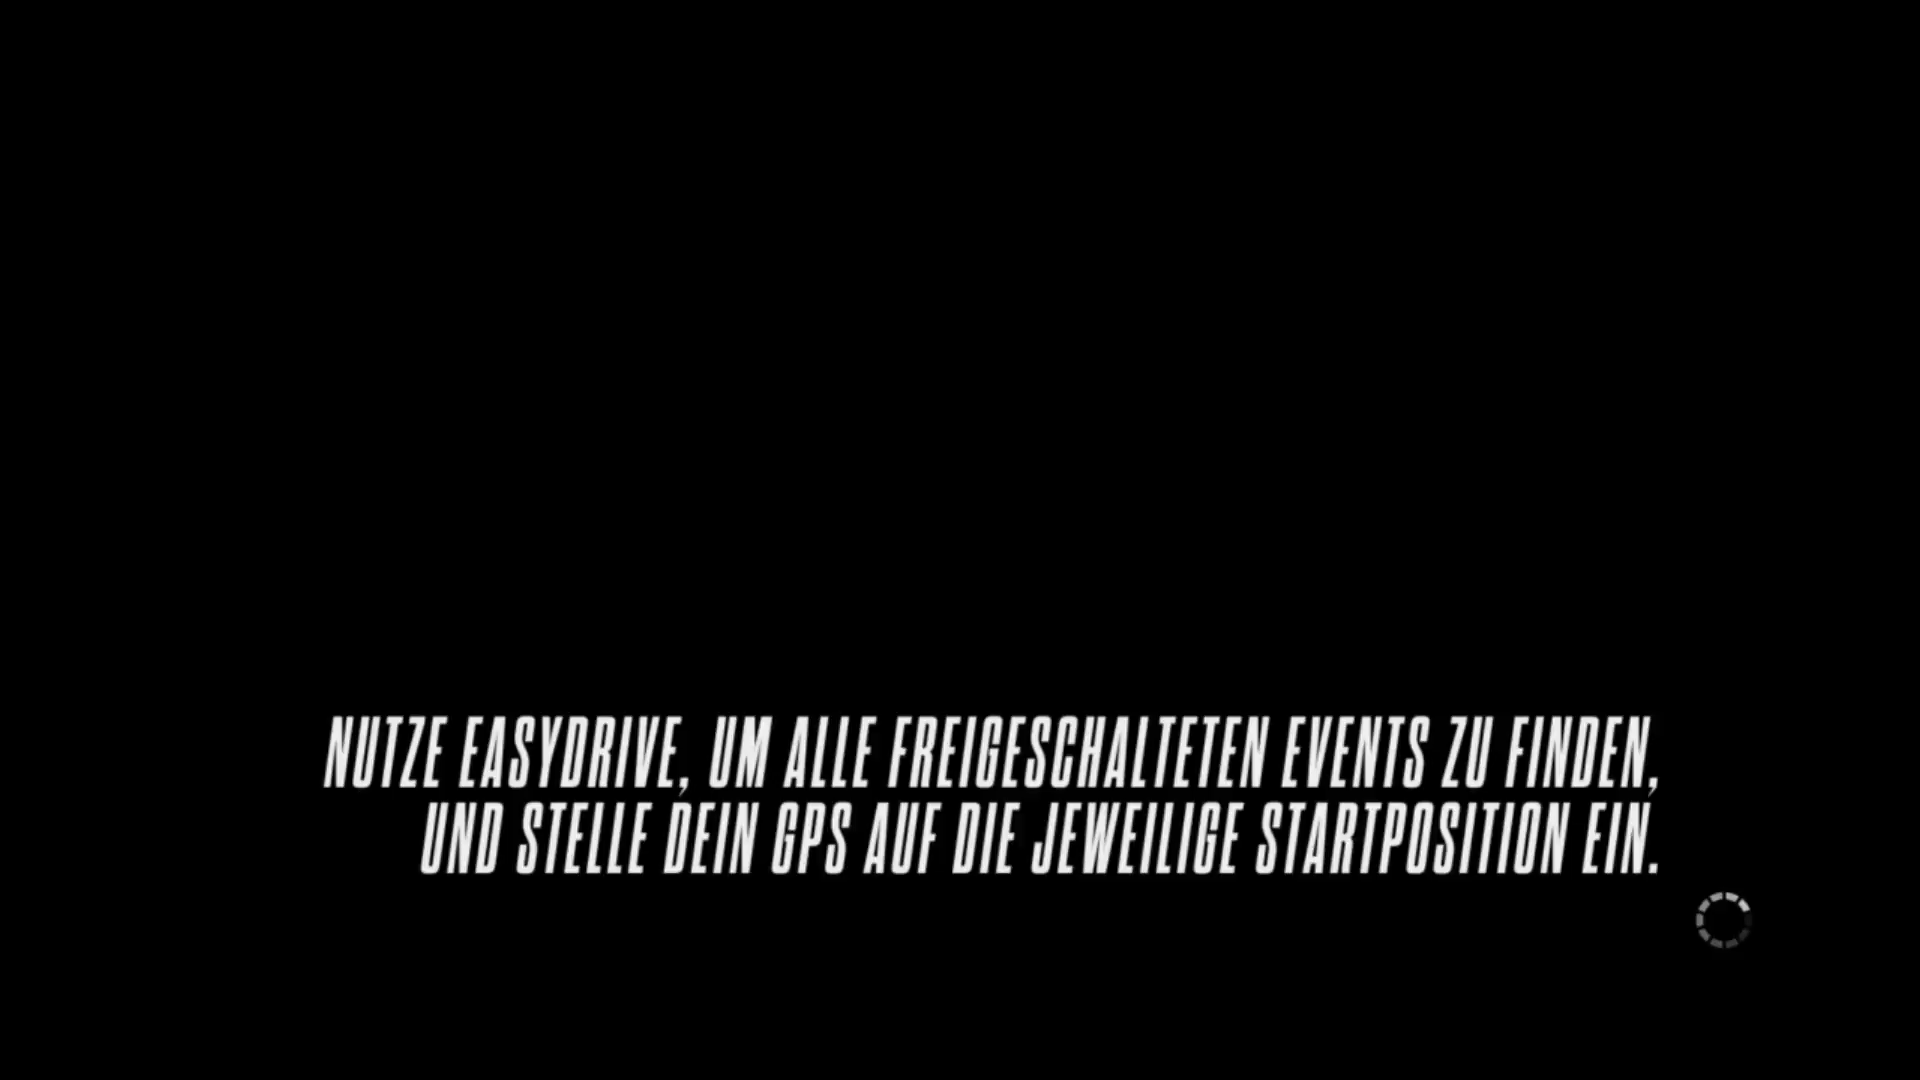 NUTZE EASYDRIVE, UM ALLE FREIGESCHALTETEN EVENTS ZU FINDEN,
UND STELLE DEIN GPS AUF DIE JEWEILIGE STARTPOSITION EIN.